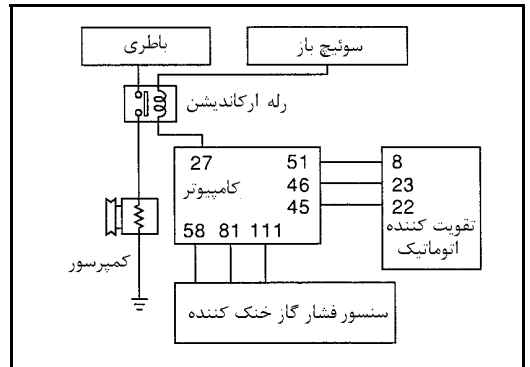 باطری
سوئیچ باز
رله ارکاندیشن
27
51
8
کامپیوتر
46
23
45
22
58 81 111
تقویت کننده
اتوماتیک
کمپرسور
سنسور فشار گاز خنک کننده